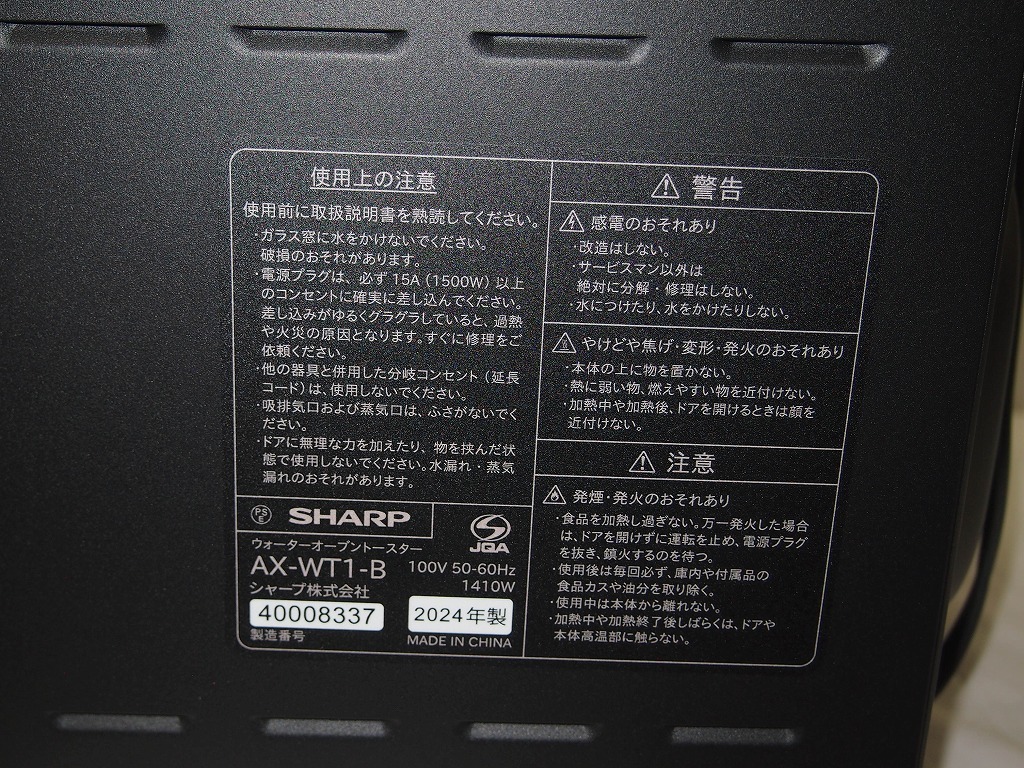 使用上の注意
使用前に取扱説明書を熟読してください。
・ガラス窓に水をかけないでください。
破損のおそれがあります。
・電源プラグは、必ず 15A (1500W) 以上
のコンセントに確実に差し込んでください。
差し込みがゆるくグラグラしていると、過熱
や火災の原因となります。すぐに修理をご
依頼ください。
・他の器具と併用した分岐コンセント (延長
コード) は、使用しないでください。
・吸排気口および蒸気口は、ふさがないでく
ださい。
・ドアに無理な力を加えたり、物を挟んだ状
態で使用しないでください。水漏れ・蒸気
漏れのおそれがあります。
PSE SHARP
JQA
ウォーターオーブントースター
AX-WT1-B
100V 50-60Hz
1410W
シャープ株式会社
40008337
2024年製
製造番号
MADE IN CHINA
警告
感電のおそれあり
・改造はしない。
・サービスマン以外は
絶対に分解・修理はしない。
・水につけたり、水をかけたりしない。
やけどや焦げ・変形・発火のおそれあり
・本体の上に物を置かない。
・熱に弱い物、燃えやすい物を近付けない。
・加熱中や加熱後、ドアを開けるときは顔を
近付けない。
注意
発煙・発火のおそれあり
・食品を加熱し過ぎない。万一発火した場合
は、ドアを開けずに運転を止め、電源プラグ
を抜き、鎮火するのを待つ。
・使用後は毎回必ず、庫内や付属品の
食品カスや油分を取り除く。
・使用中は本体から離れない。
・加熱中や加熱終了後しばらくは、ドアや
本体高温部に触らない。